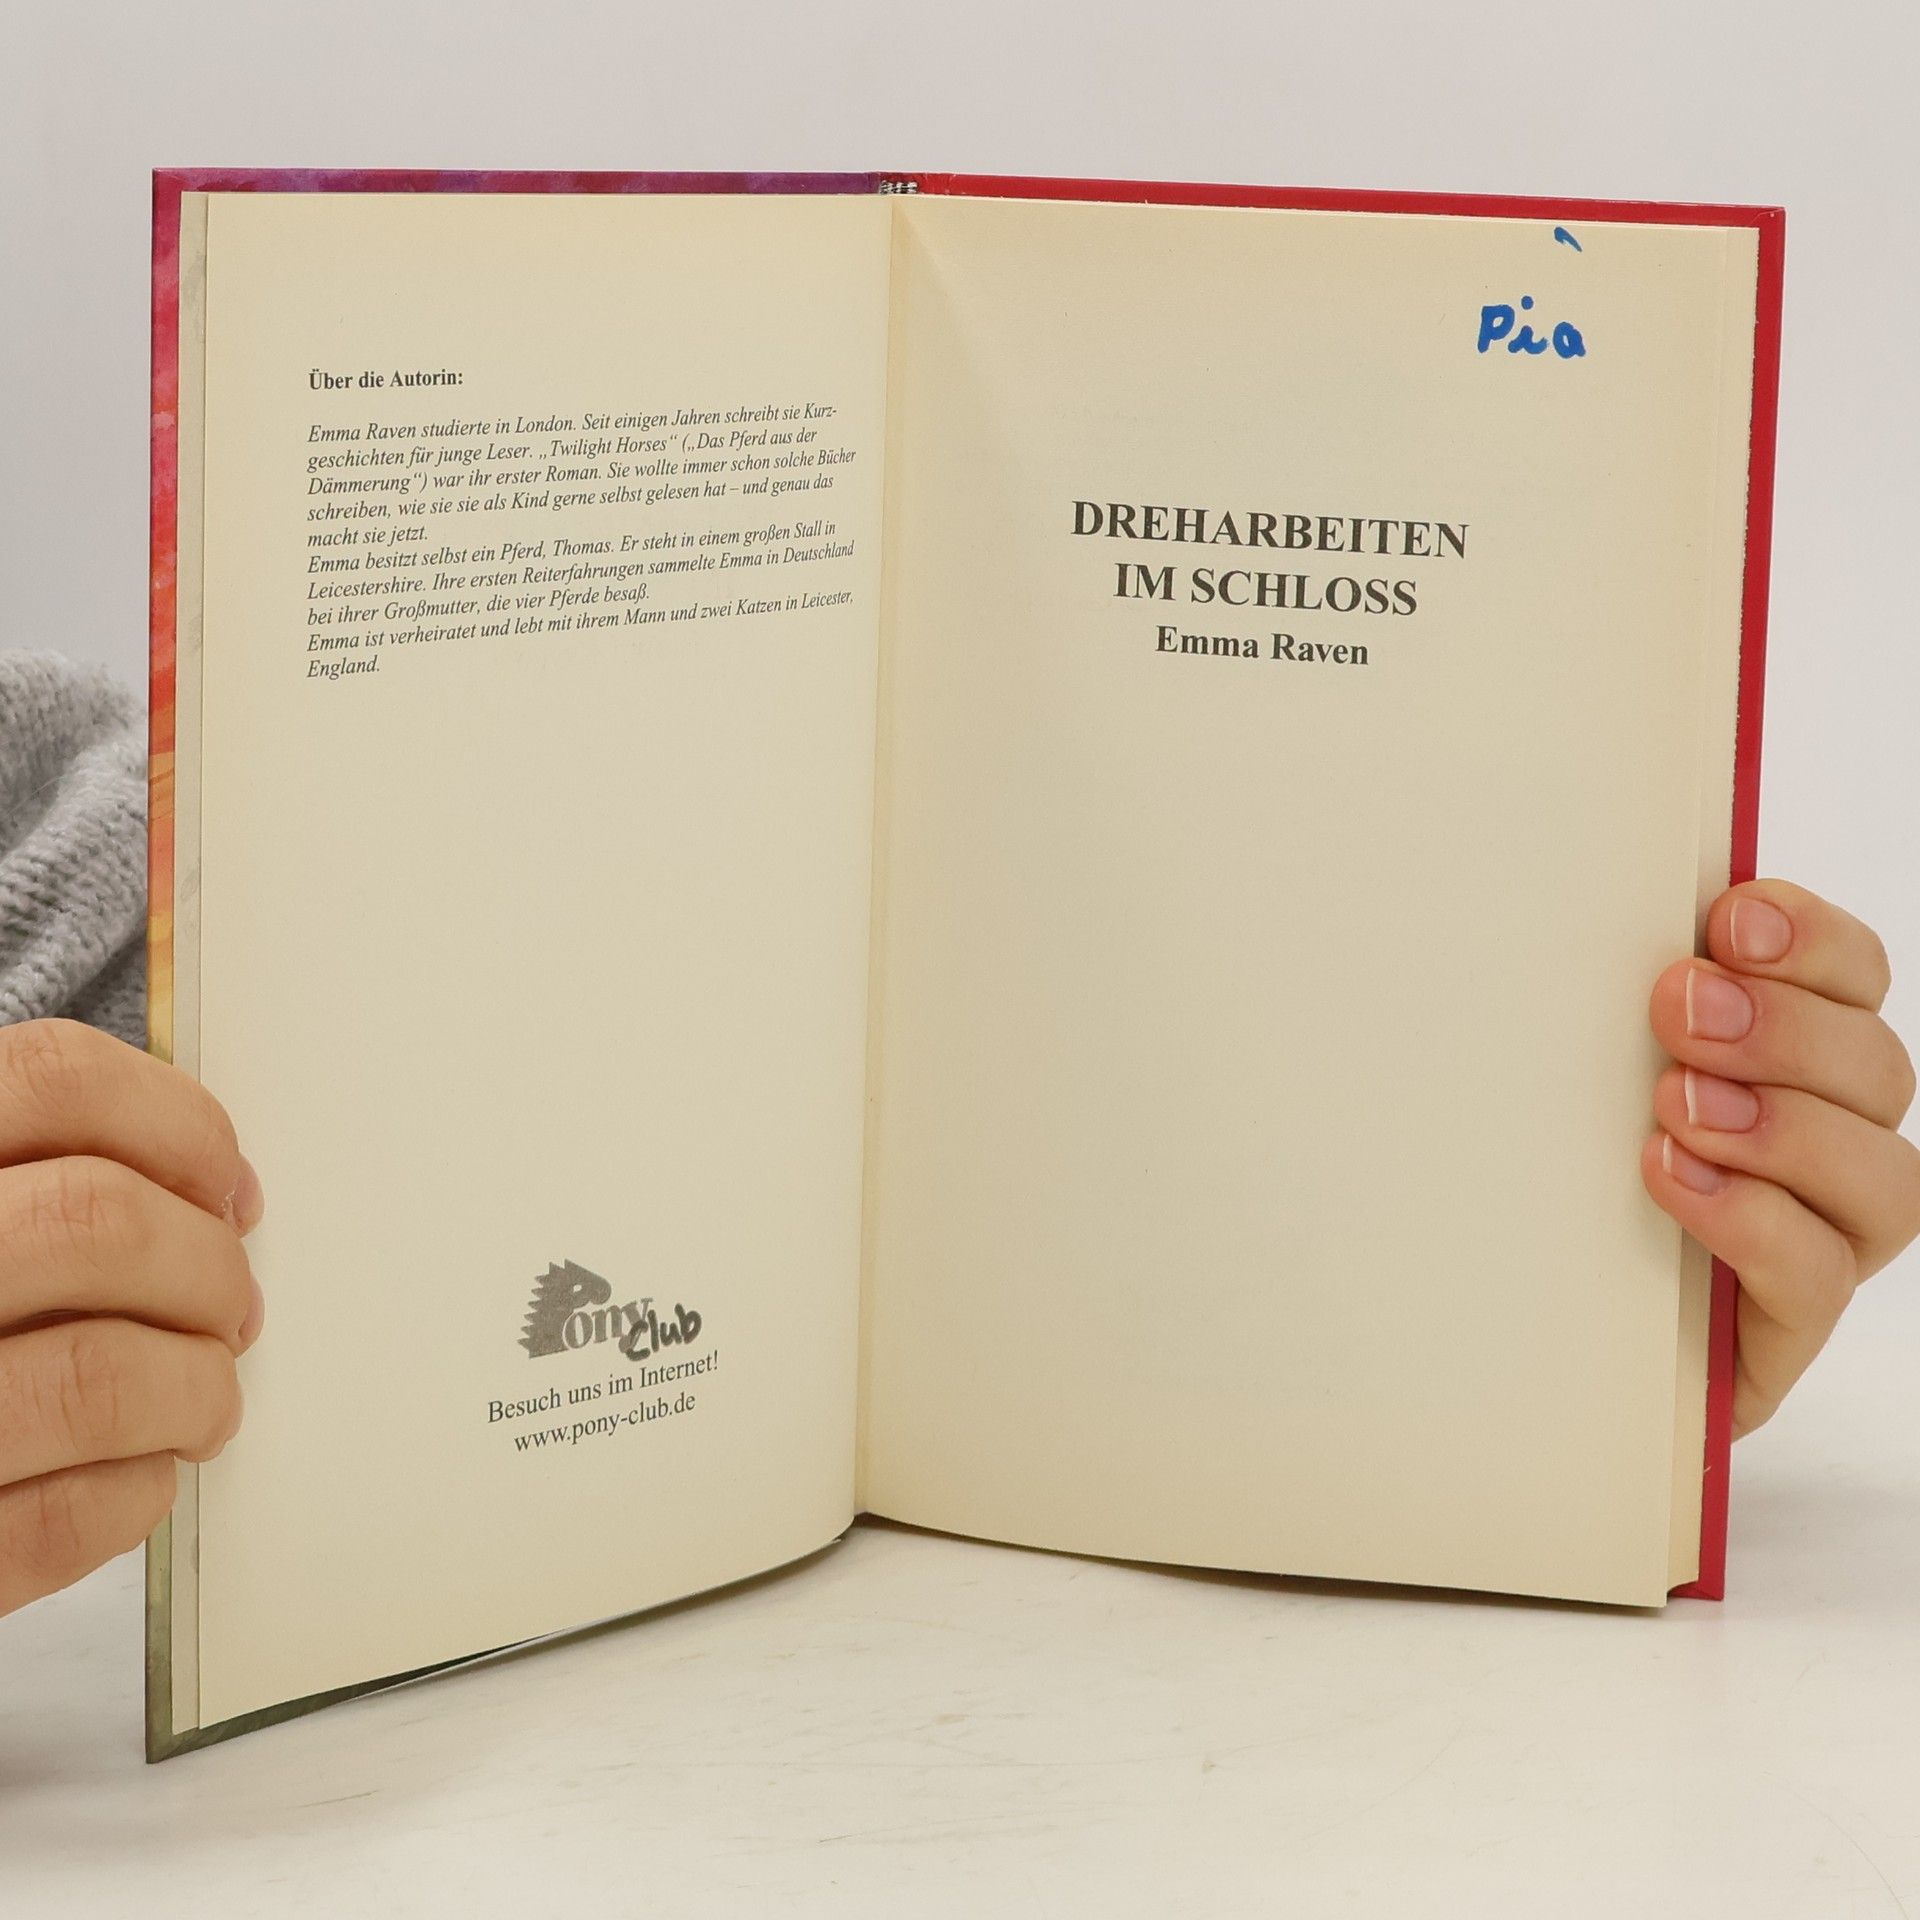 Über die Autorin:
Emma Raven studierte in London. Seit einigen Jahren schreibt sie Kurz-
geschichten für junge Leser. „Twilight Horses“ („Das Pferd aus der
Dämmerung“) war ihr erster Roman. Sie wollte immer schon solche Bücher
schreiben, wie sie sie als Kind gerne selbst gelesen hat – und genau das
macht sie jetzt.
Emma besitzt selbst ein Pferd, Thomas. Er steht in einem großen Stall in
Leicestershire. Ihre ersten Reiterfahrungen sammelte Emma in Deutschland
bei ihrer Großmutter, die vier Pferde besaß.
Emma ist verheiratet und lebt mit ihrem Mann und zwei Katzen in Leicester,
England.
Pony
Club
Besuch uns im Internet!
www.pony-club.de
Pia
DREHARBEITEN
IM SCHLOSS
Emma Raven